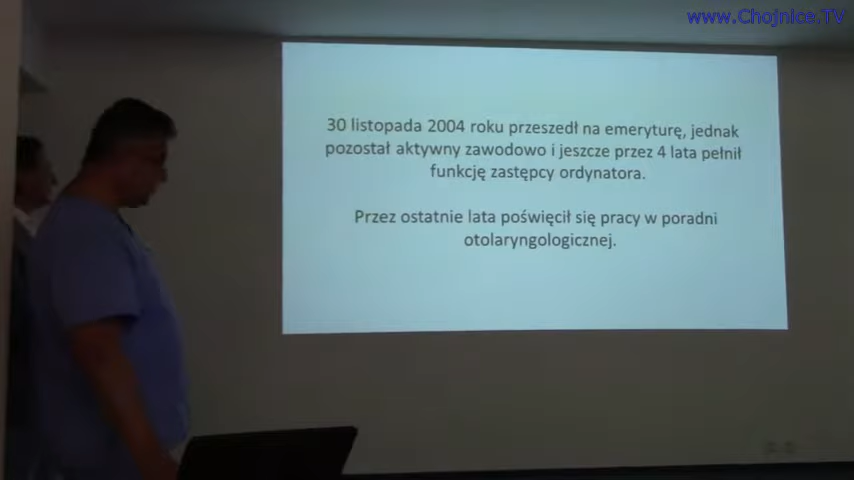 www.Chojnice.TV
30 listopada 2004 roku przeszedł na emeryturę, jednak
pozostał aktywny zawodowo i jeszcze przez 4 lata pełnił
funkcję zastępcy ordynatora.
Przez ostatnie lata poświęcił się pracy w poradni
otolaryngologicznej.